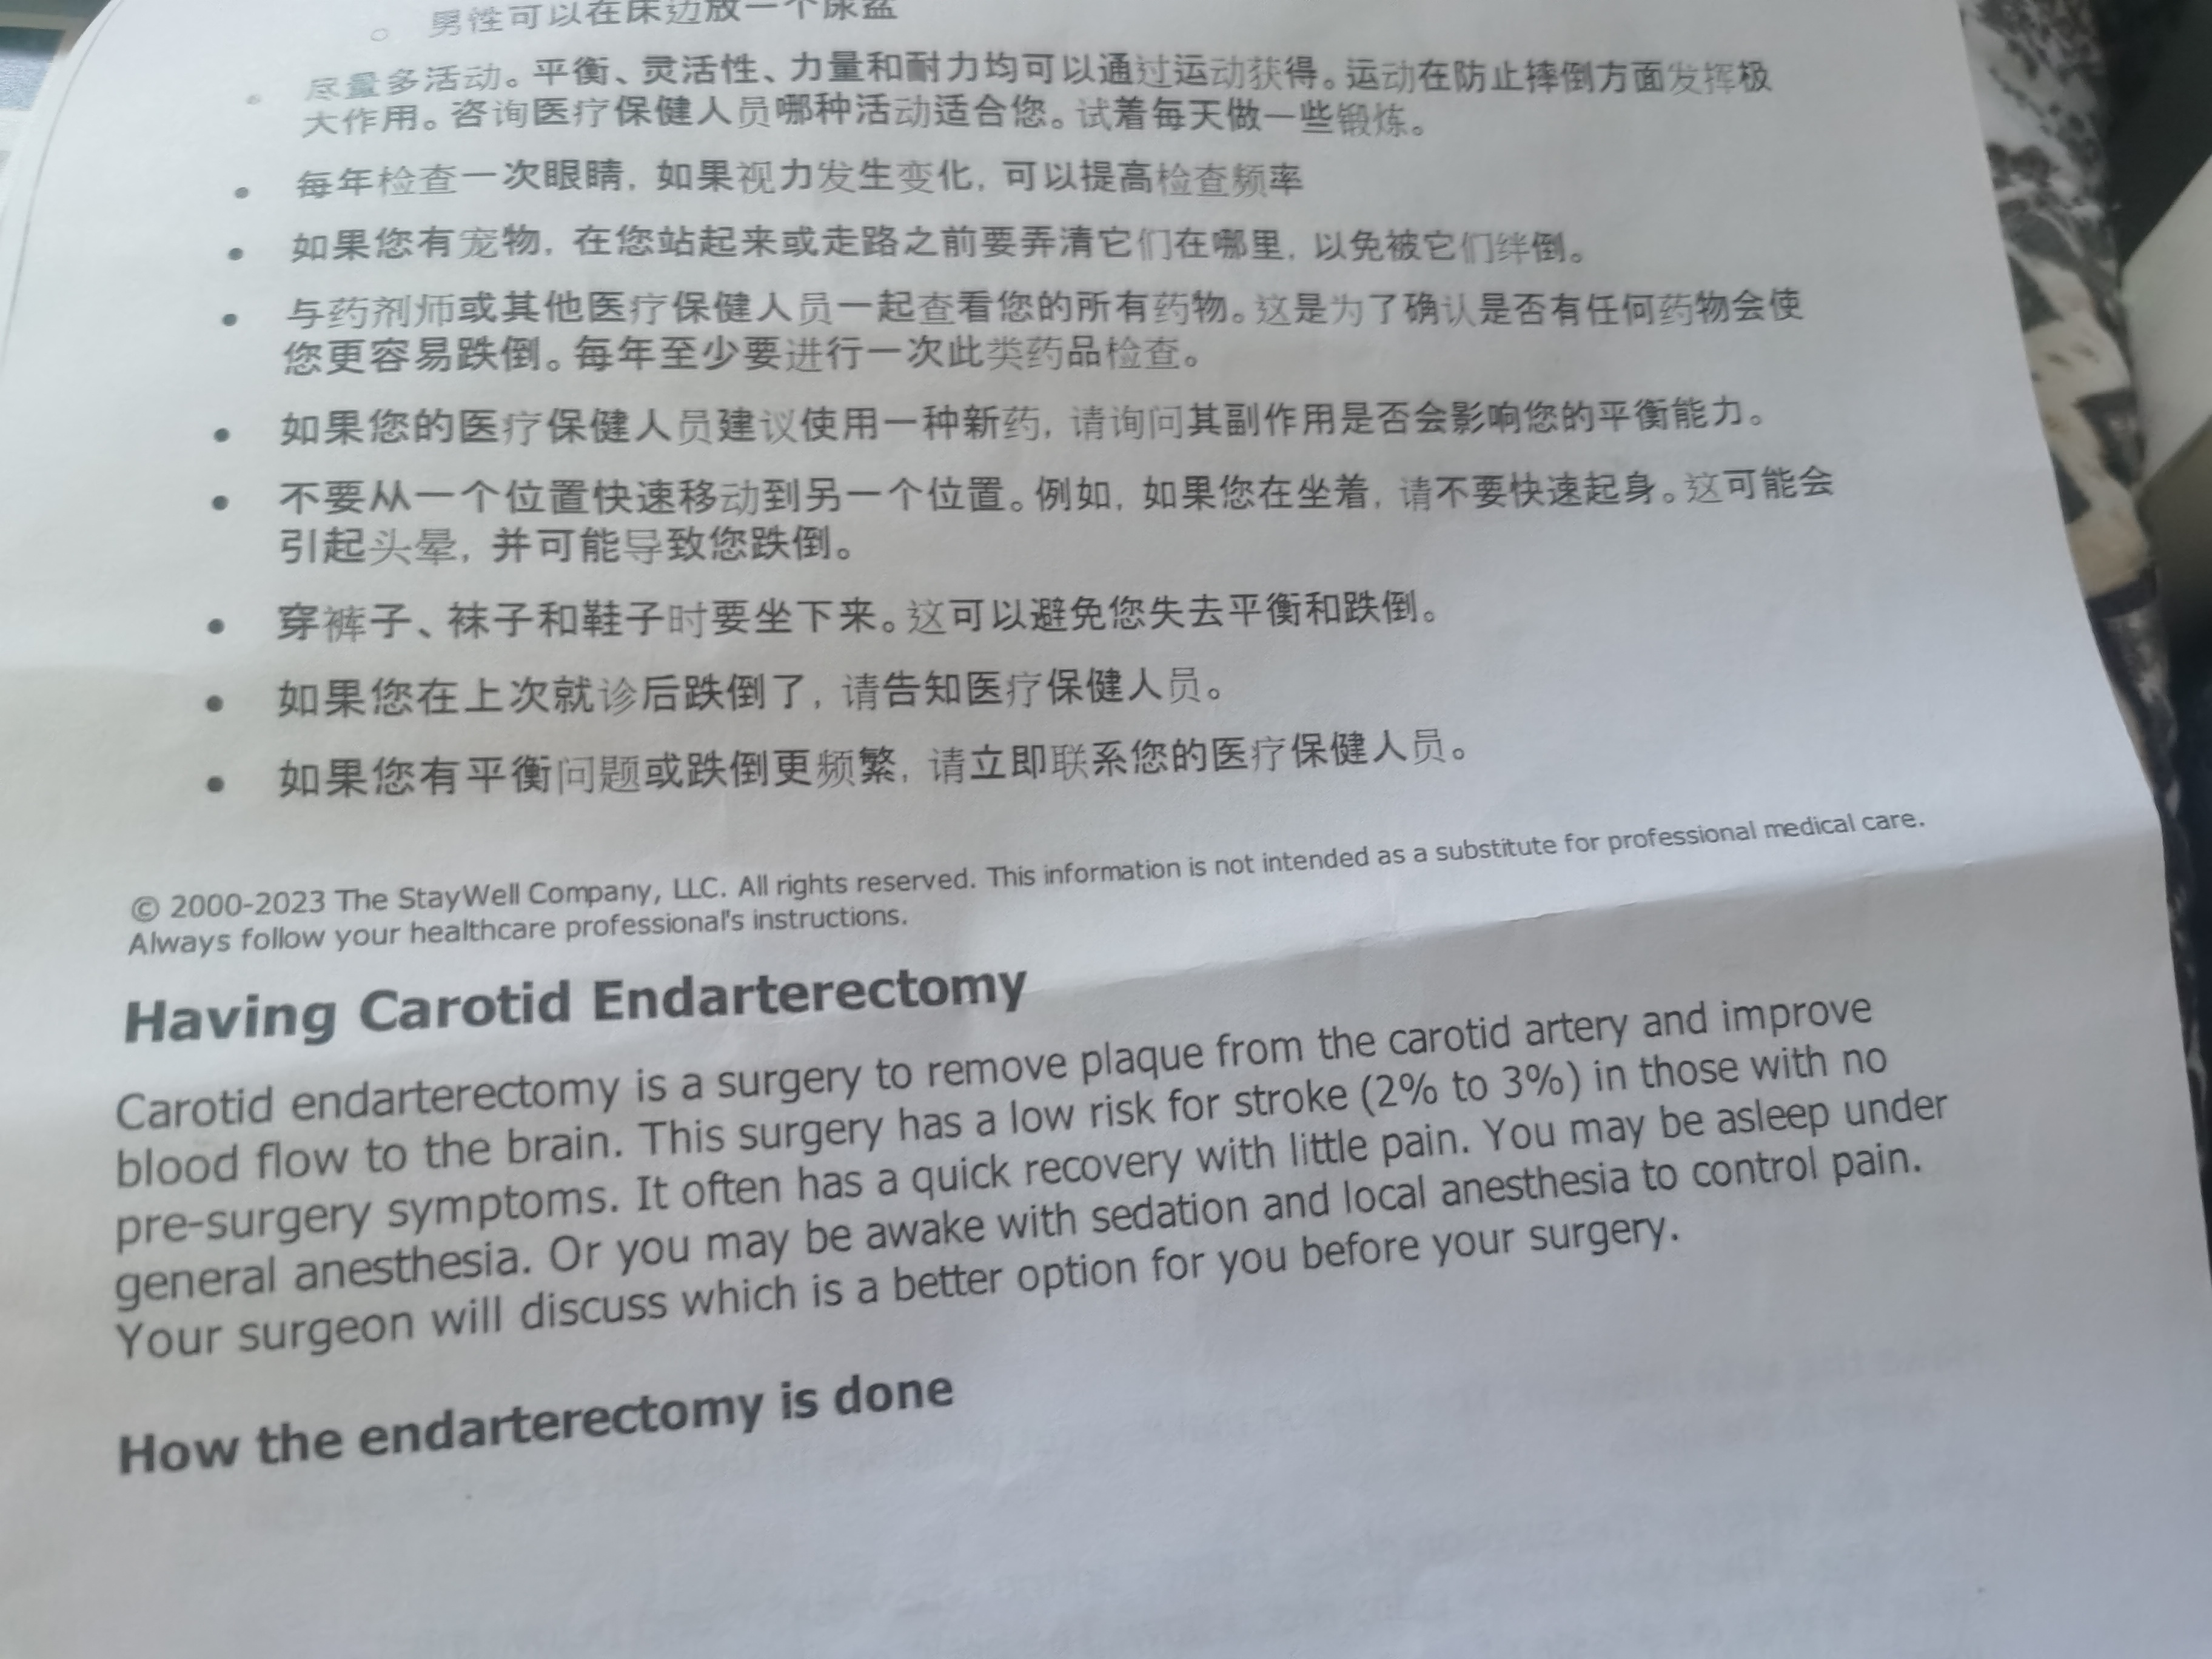 ○ 男性可以在床边放一个尿盆
• 尽量多活动。平衡、灵活性、力量和耐力均可以通过运动获得。运动在防止摔倒方面发挥极
大作用。咨询医疗保健人员哪种活动适合您。试着每天做一些锻炼。
• 每年检查一次眼睛，如果视力发生变化，可以提高检查频率
• 如果您有宠物，在您站起来或走路之前要弄清它们在哪里，以免被它们绊倒。
• 与药剂师或其他医疗保健人员一起查看您的所有药物。这是为了确认是否有任何药物会使
您更容易跌倒。每年至少要进行一次此类药品检查。
• 如果您的医疗保健人员建议使用一种新药，请询问其副作用是否会影响您的平衡能力。
• 不要从一个位置快速移动到另一个位置。例如，如果您在坐着，请不要快速起身。这可能会
引起头晕，并可能导致您跌倒。
• 穿裤子、袜子和鞋子时要坐下来。这可以避免您失去平衡和跌倒。
• 如果您在上次就诊后跌倒了，请告知医疗保健人员。
• 如果您有平衡问题或跌倒更频繁，请立即联系您的医疗保健人员。
© 2000-2023 The StayWell Company, LLC. All rights reserved. This information is not intended as a substitute for professional medical care.
Always follow your healthcare professional's instructions.
Having Carotid Endarterectomy
Carotid endarterectomy is a surgery to remove plaque from the carotid artery and improve
blood flow to the brain. This surgery has a low risk for stroke (2% to 3%) in those with no
pre-surgery symptoms. It often has a quick recovery with little pain. You may be asleep under
general anesthesia. Or you may be awake with sedation and local anesthesia to control pain.
Your surgeon will discuss which is a better option for you before your surgery.
How the endarterectomy is done